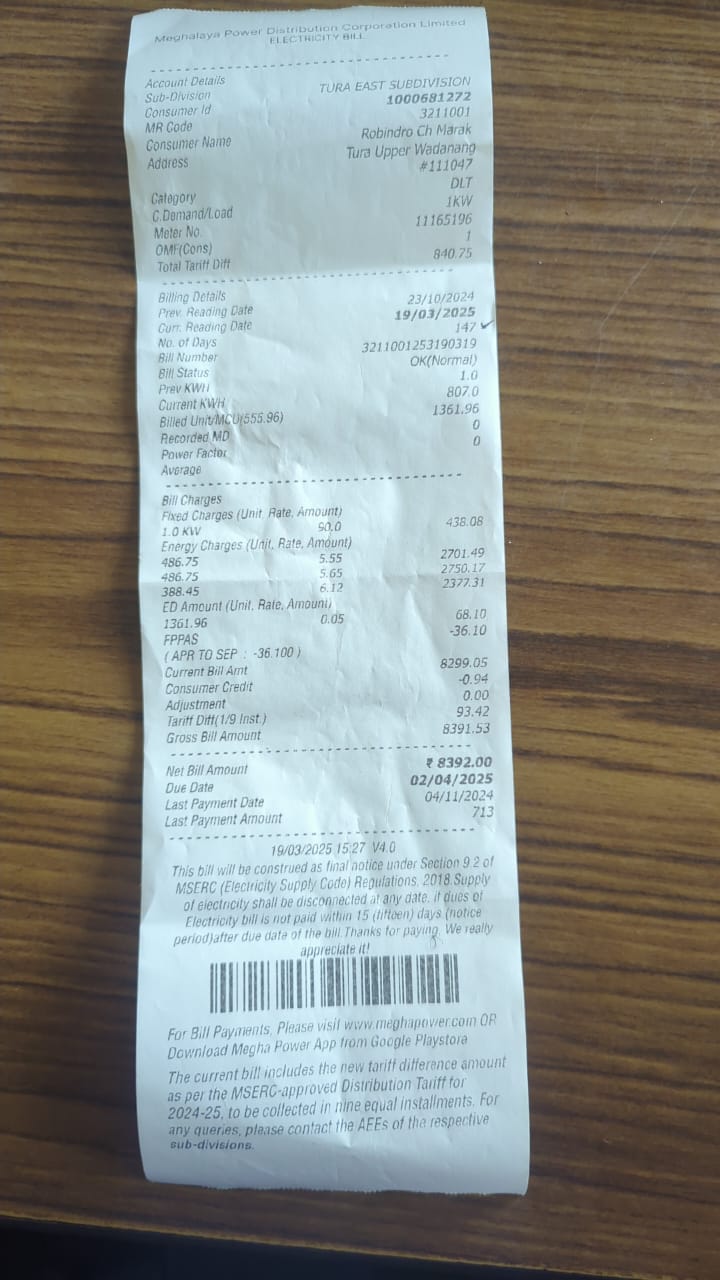 Meghalaya Power Distribution Corporation Limited
ELECTRICITY BILL
Account Details
Sub-Division TURA EAST SUBDIVISION
Consumer Id 1000681272
MR Code 3211001
Consumer Name Robindro Ch Marak
Address Tura Upper Wadanang
#111047
Category DLT
C.Demand/Load 1KW
Meter No. 11165196
OMF(Cons) 1
Total Tariff Diff 840.75
Billing Details
Prev. Reading Date 23/10/2024
Curr. Reading Date 19/03/2025
No. of Days 147
Bill Number 3211001253190319
Bill Status OK(Normal)
Prev KWH 1.0
Current KWH 807.0
Billed Unit/MCU(555.96) 1361.96
Recorded MD 0
Power Factor 0
Average
Bill Charges
Fixed Charges (Unit, Rate, Amount)
1.0 KW 90.0 438.08
Energy Charges (Unit, Rate, Amount)
486.75 5.55 2701.49
486.75 5.65 2750.17
388.45 6.12 2377.31
ED Amount (Unit, Rate, Amount)
1361.96 0.05 68.10
FPPAS -36.10
( APR TO SEP : -36.100 )
Current Bill Amt 8299.05
Consumer Credit -0.94
Adjustment 0.00
Tariff Diff(1/9 Inst.) 93.42
Gross Bill Amount 8391.53
Net Bill Amount ₹ 8392.00
Due Date 02/04/2025
Last Payment Date 04/11/2024
Last Payment Amount 713
19/03/2025 15:27 V4.0
This bill will be construed as final notice under Section 9.2 of
MSERC (Electricity Supply Code) Regulations, 2018.Supply
of electricity shall be disconnected at any date, if dues of
Electricity bill is not paid within 15 (fifteen) days (notice
period)after due date of the bill.Thanks for paying. We really
appreciate it!
For Bill Payments, Please visit www.meghapower.com OR
Download Megha Power App from Google Playstore
The current bill includes the new tariff difference amount
as per the MSERC-approved Distribution Tariff for
2024-25, to be collected in nine equal installments. For
any queries, please contact the AEEs of the respective
sub-divisions.